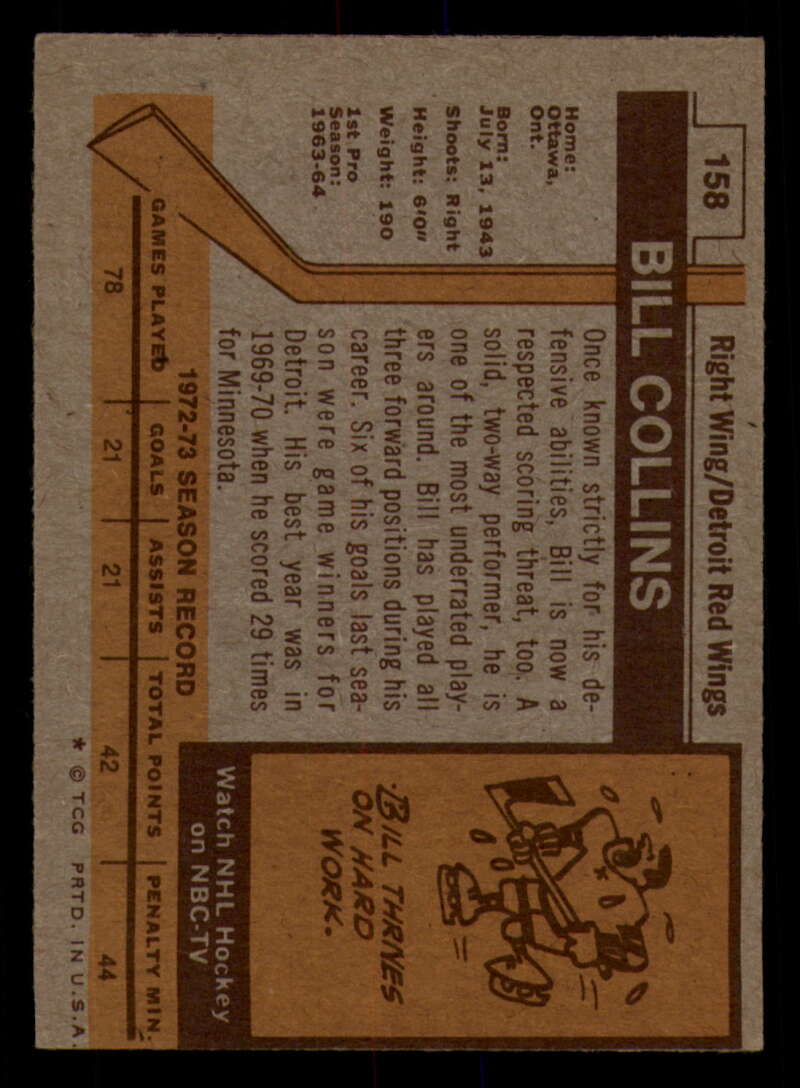 158
Right Wing/Detroit Red Wings
BILL COLLINS
Home:
Ottawa,
Ont.
Born:
July 13, 1943
Shoots: Right
Height: 6'0"
Weight: 190
1st Pro
Season:
1963-64
Once known strictly for his de-
fensive abilities, Bill is now a
respected scoring threat, too. A
solid, two-way performer, he is
one of the most underrated play-
ers around. Bill has played all
three forward positions during his
career. Six of his goals last sea-
son were game winners for
Detroit. His best year was in
1969-70 when he scored 29 times
for Minnesota.
BILL THRIVES
ON HARD
WORK.
Watch NHL Hockey
on NBC-TV
1972-73 SEASON RECORD
GAMES PLAYED GOALS ASSISTS TOTAL POINTS PENALTY MIN.
78 21 21 42 44
* © TCG PRTD. IN U.S.A.